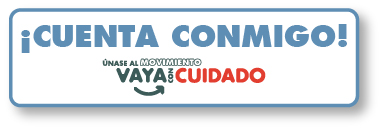 ¡CUENTA CONMIGO!
ÚNASE AL MOVIMIENTO
VAYA CON CUIDADO